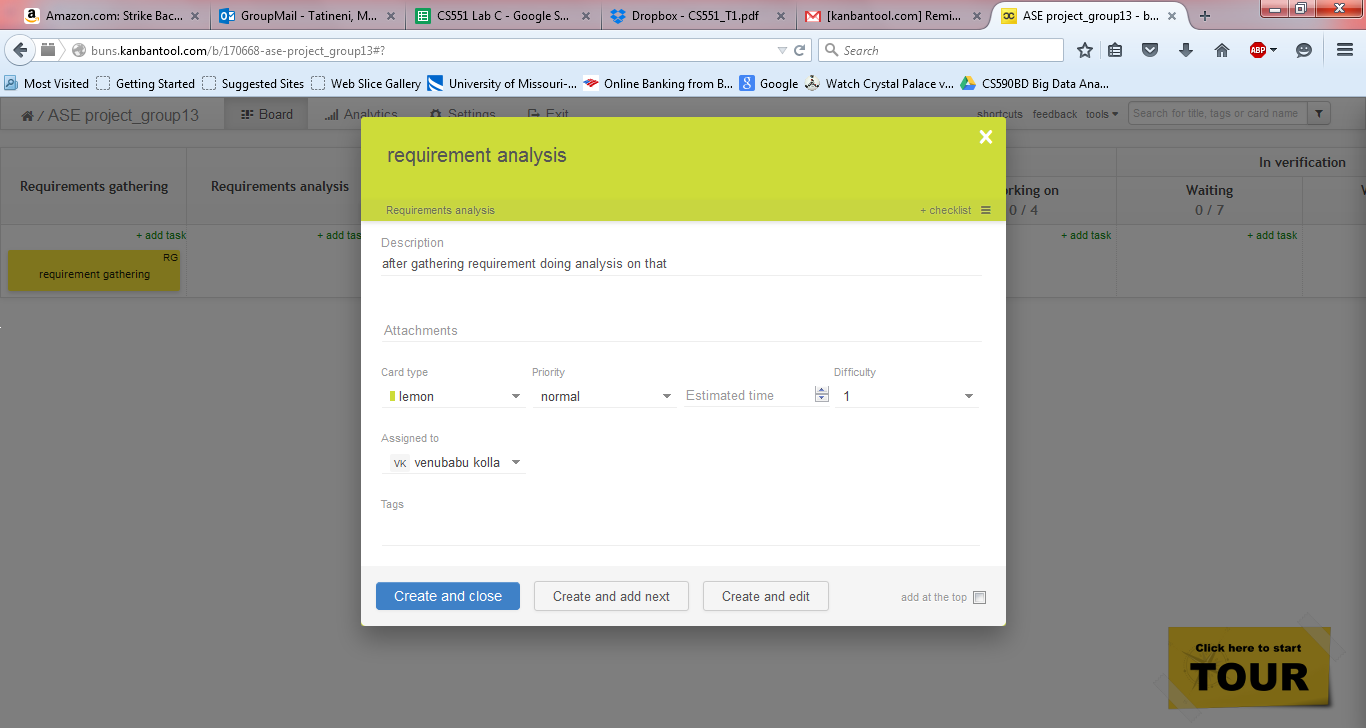 Amazon.com: Strike Bac...
GroupMail - Tatineni, M...
CS551 Lab C - Google S...
Dropbox - CS551_T1.pdf
[kanbantool.com] Remi...
ASE project_group13 - b...
buns.kanbantool.com/b/170668-ase-project_group13#?
Search
ABP
Most Visited
Getting Started
Suggested Sites
Web Slice Gallery
University of Missouri-...
Online Banking from B...
Google
Watch Crystal Palace v...
CS590BD Big Data Ana...
/ ASE project_group13
Board
Analytics
Settings
Exit
shortcuts
feedback
tools
Search for title, tags or card name
Requirements gathering
Requirements analysis
In verification
Waiting
0 / 4
0 / 7
+ add task
+ add tas
+ add task
+ add task
RG
requirement gathering
requirement analysis
Requirements analysis
+ checklist
Description
after gathering requirement doing analysis on that
Attachments
Card type
Priority
Difficulty
lemon
normal
Estimated time
1
Assigned to
VK venubabu kolla
Tags
Create and close
Create and add next
Create and edit
add at the top
Click here to start
TOUR